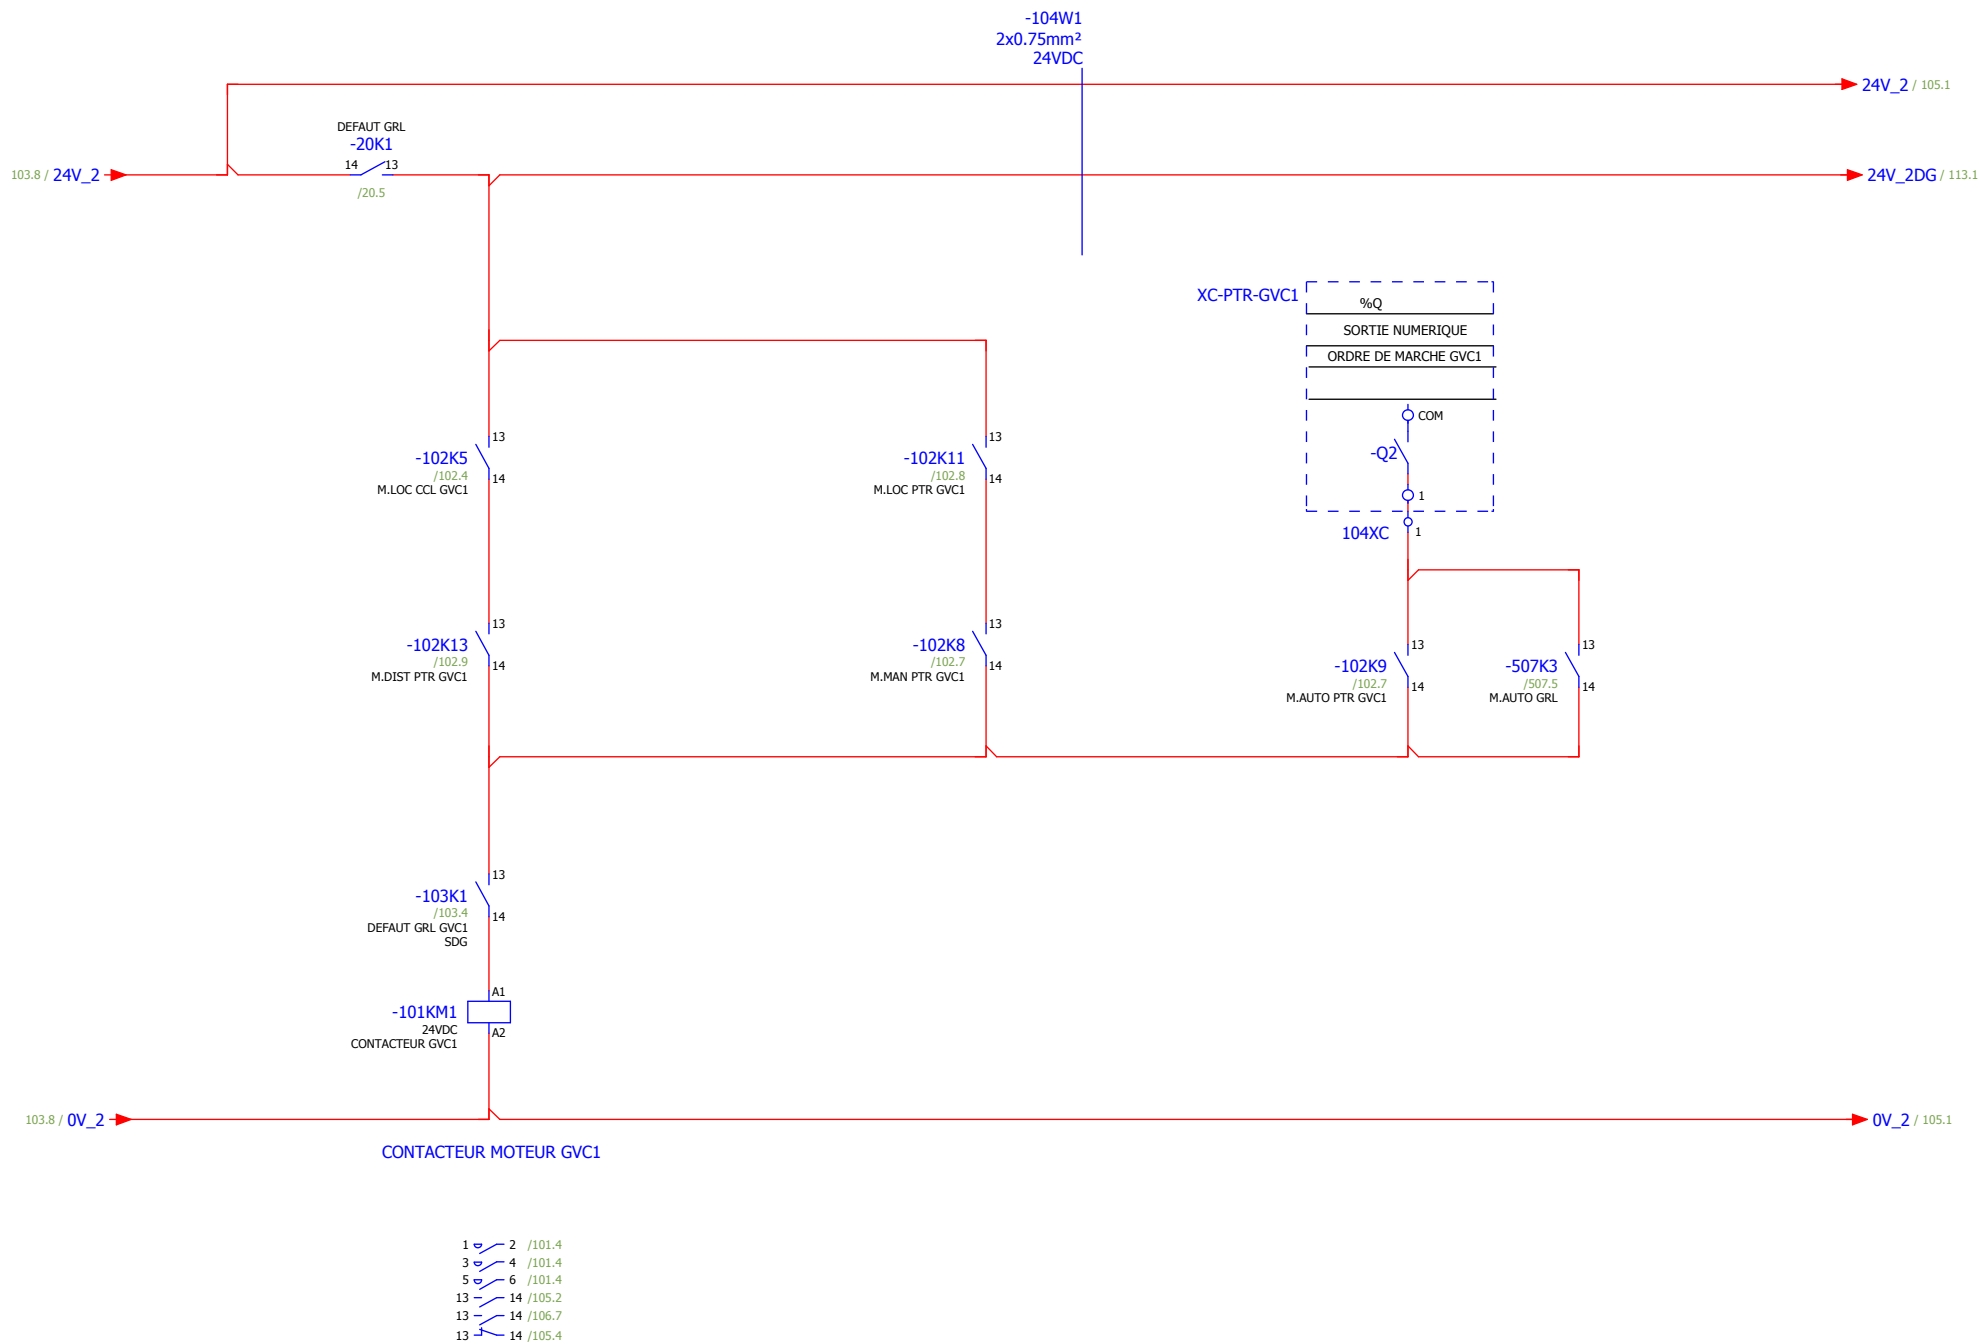 -104W1
2x0.75mm²
24VDC
24V_2 / 105.1
DEFAUT GRL
-20K1
14 13
103.8 / 24V_2
/20.5
24V_2DG / 113.1
XC-PTR-GVC1
%Q
SORTIE NUMERIQUE
ORDRE DE MARCHE GVC1
COM
-Q2
1
104XC
1
13
-102K5
/102.4
14
M.LOC CCL GVC1
13
-102K11
/102.8
14
M.LOC PTR GVC1
13
-102K13
/102.9
14
M.DIST PTR GVC1
13
-102K8
/102.7
14
M.MAN PTR GVC1
13
-102K9
/102.7
14
M.AUTO PTR GVC1
13
-507K3
/507.5
14
M.AUTO GRL
13
-103K1
/103.4
14
DEFAUT GRL GVC1
SDG
A1
-101KM1
24VDC
A2
CONTACTEUR GVC1
103.8 / 0V_2
0V_2 / 105.1
CONTACTEUR MOTEUR GVC1
1 2 /101.4
3 4 /101.4
5 6 /101.4
13 14 /105.2
13 14 /106.7
13 14 /105.4